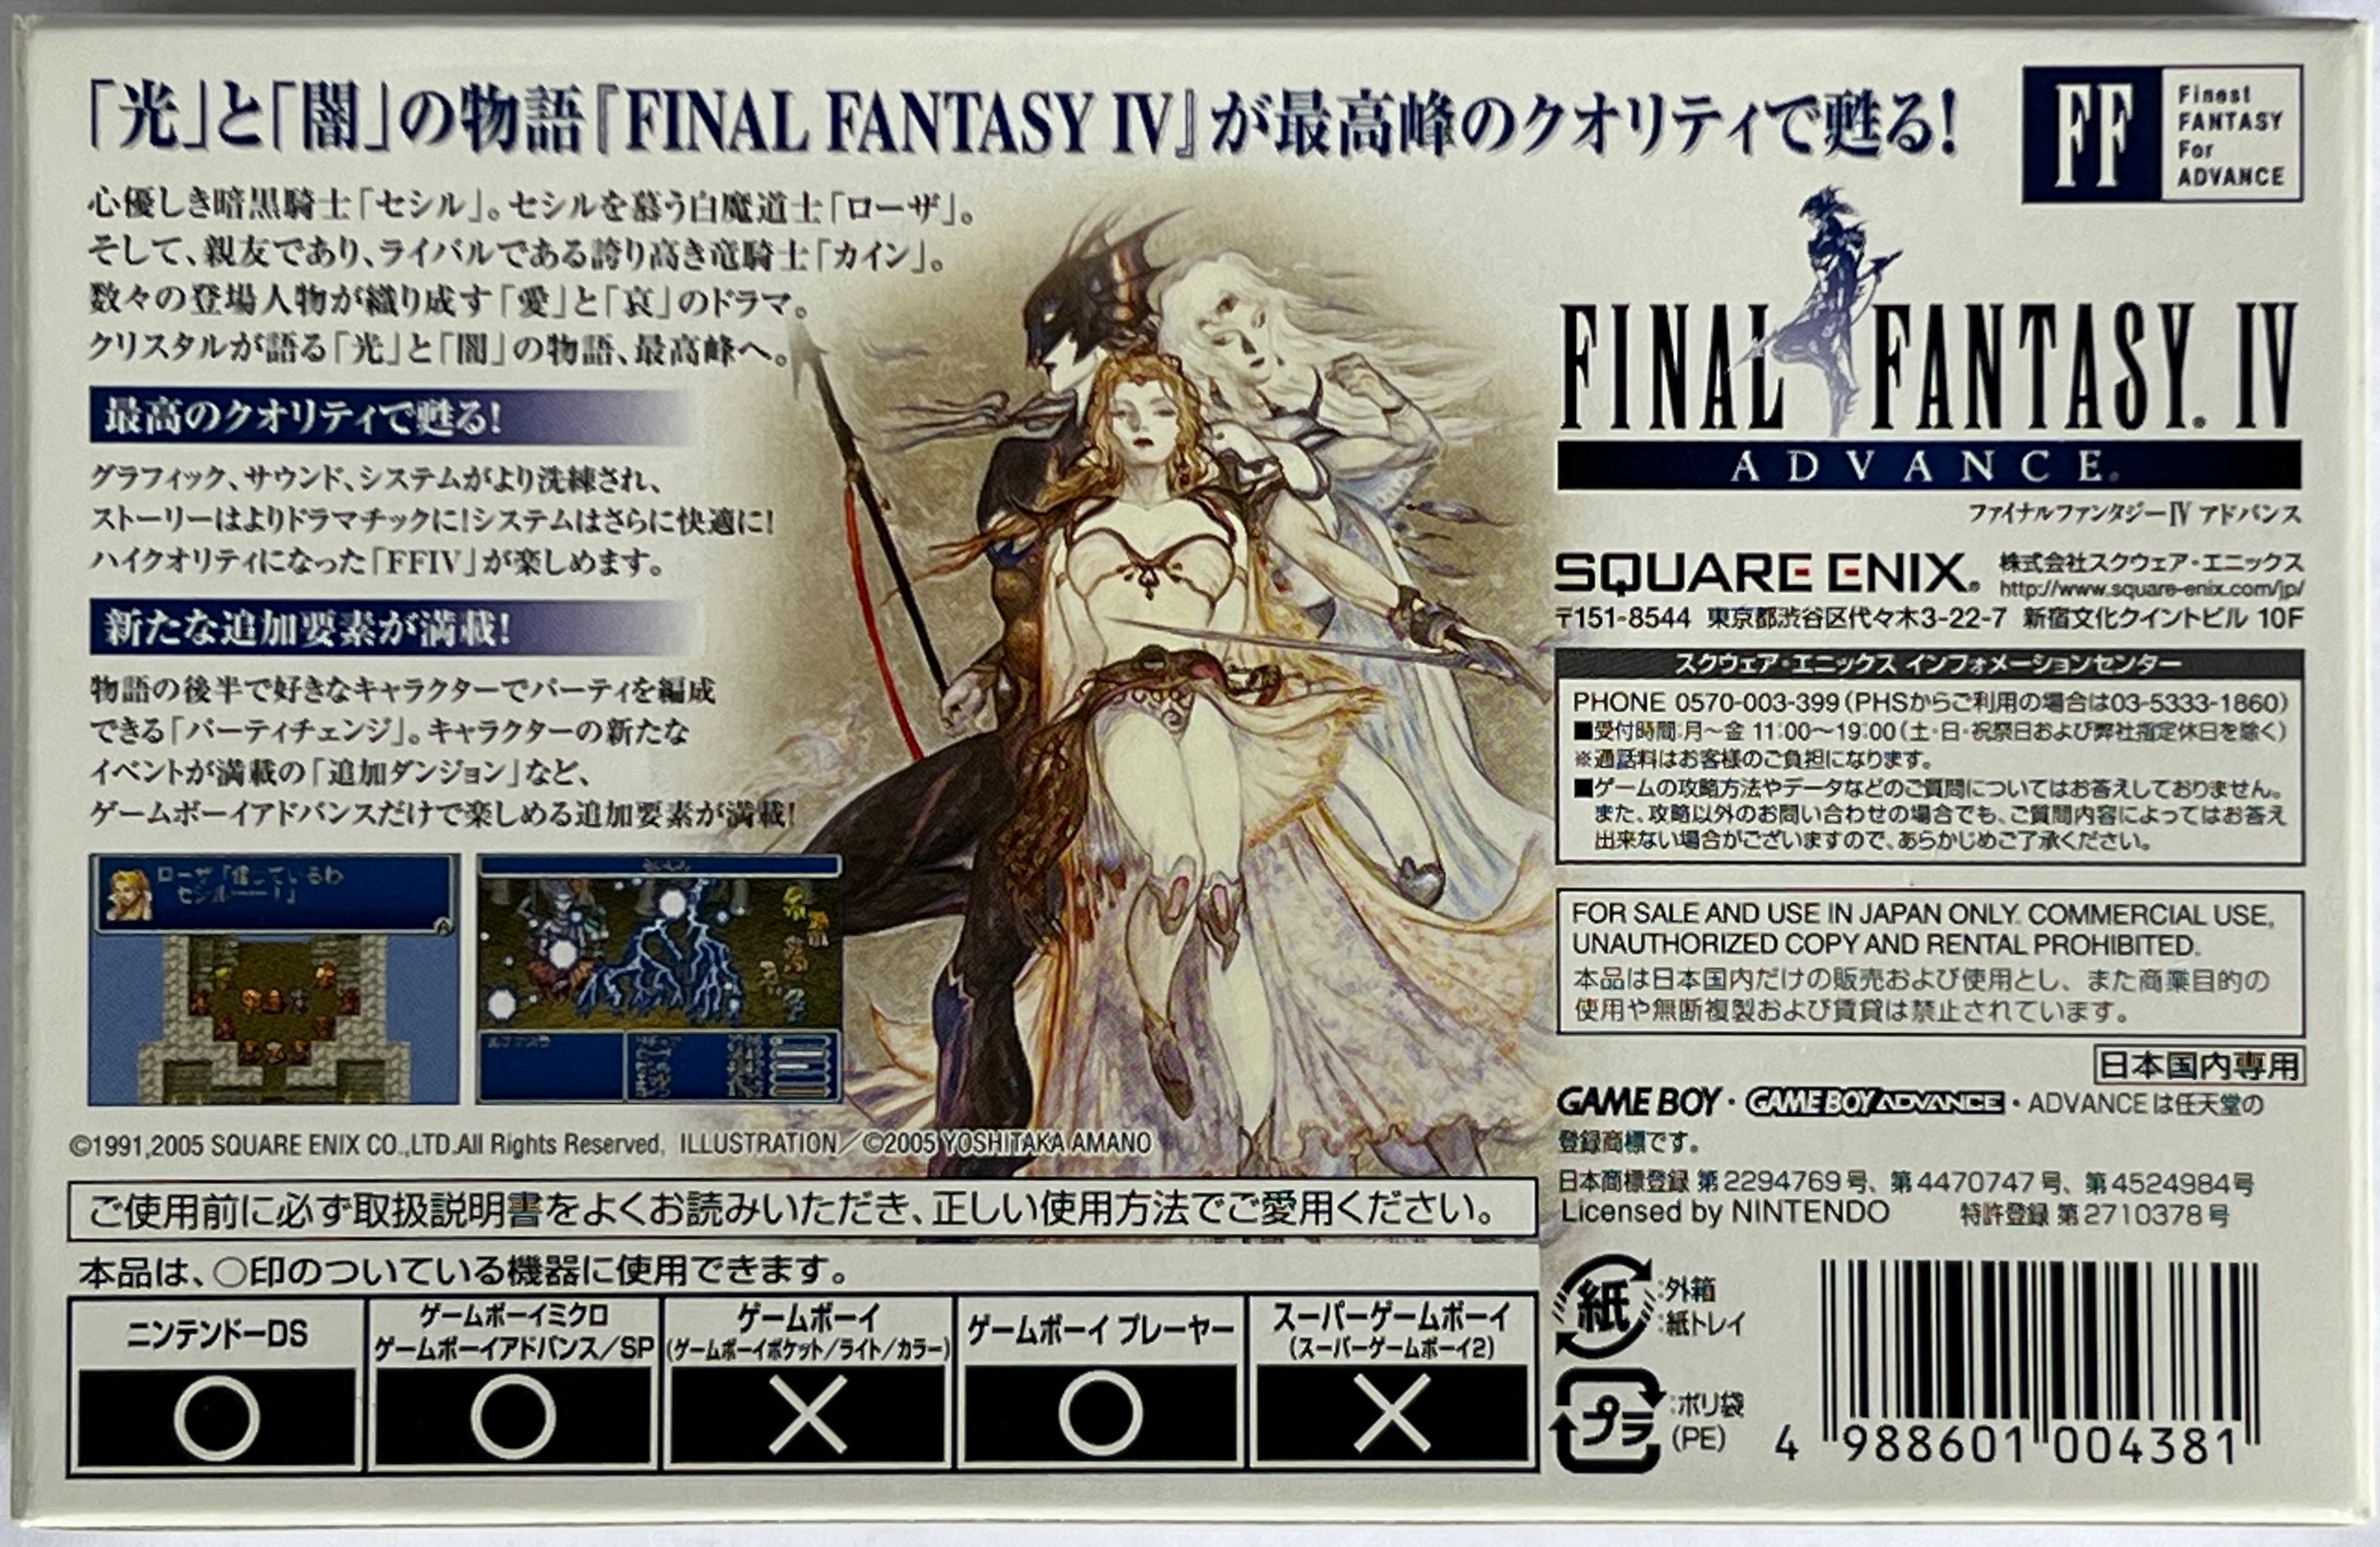 「光」と「闇」の物語『FINAL FANTASY IV』が最高峰のクオリティで甦る!
FF
Finest
FANTASY
For
ADVANCE
心優しき暗黒騎士「セシル」。セシルを慕う白魔道士「ローザ」。
そして、親友であり、ライバルである誇り高き竜騎士「カイン」。
数々の登場人物が織り成す「愛」と「哀」のドラマ。
クリスタルが語る「光」と「闇」の物語、最高峰へ。
最高のクオリティで甦る!
グラフィック、サウンド、システムがより洗練され、
ストーリーはよりドラマチックに!システムはさらに快適に!
ハイクオリティになった「FFIV」が楽しめます。
新たな追加要素が満載!
物語の後半で好きなキャラクターでパーティを編成
できる「パーティチェンジ」。キャラクターの新たな
イベントが満載の「追加ダンジョン」など、
ゲームボーイアドバンスだけで楽しめる追加要素が満載!
ローザ「信じているわ
セシル――!」
©1991,2005 SQUARE ENIX CO.,LTD.All Rights Reserved, ILLUSTRATION/©2005 YOSHITAKA AMANO
ご使用前に必ず取扱説明書をよくお読みいただき、正しい使用方法でご愛用ください。
本品は、○印のついている機器に使用できます。
ニンテンドーDS
○
ゲームボーイミクロ
ゲームボーイアドバンス/SP
○
ゲームボーイ
(ゲームボーイポケット/ライト/カラー)
×
ゲームボーイ プレーヤー
○
スーパーゲームボーイ
(スーパーゲームボーイ2)
×
FINAL FANTASY® IV
ADVANCE®
ファイナルファンタジーIV アドバンス
SQUARE ENIX®
株式会社スクウェア・エニックス
http://www.square-enix.com/jp/
〒151-8544 東京都渋谷区代々木3-22-7 新宿文化クイントビル 10F
スクウェア・エニックス インフォメーションセンター
PHONE 0570-003-399(PHSからご利用の場合は03-5333-1860)
■受付時間:月〜金 11:00〜19:00(土・日・祝祭日および弊社指定休日を除く)
※通話料はお客様のご負担になります。
■ゲームの攻略方法やデータなどのご質問についてはお答えしておりません。
また、攻略以外のお問い合わせの場合でも、ご質問内容によってはお答え
出来ない場合がございますので、あらかじめご了承ください。
FOR SALE AND USE IN JAPAN ONLY. COMMERCIAL USE,
UNAUTHORIZED COPY AND RENTAL PROHIBITED.
本品は日本国内だけの販売および使用とし、また商業目的の
使用や無断複製および賃貸は禁止されています。
日本国内専用
GAME BOY・GAME BOY ADVANCE・ADVANCEは任天堂の
登録商標です。
日本商標登録 第2294769号、第4470747号、第4524984号
Licensed by NINTENDO 特許登録 第2710378号
紙
:外箱
:紙トレイ
プラ
:ポリ袋
(PE)
4 988601 004381